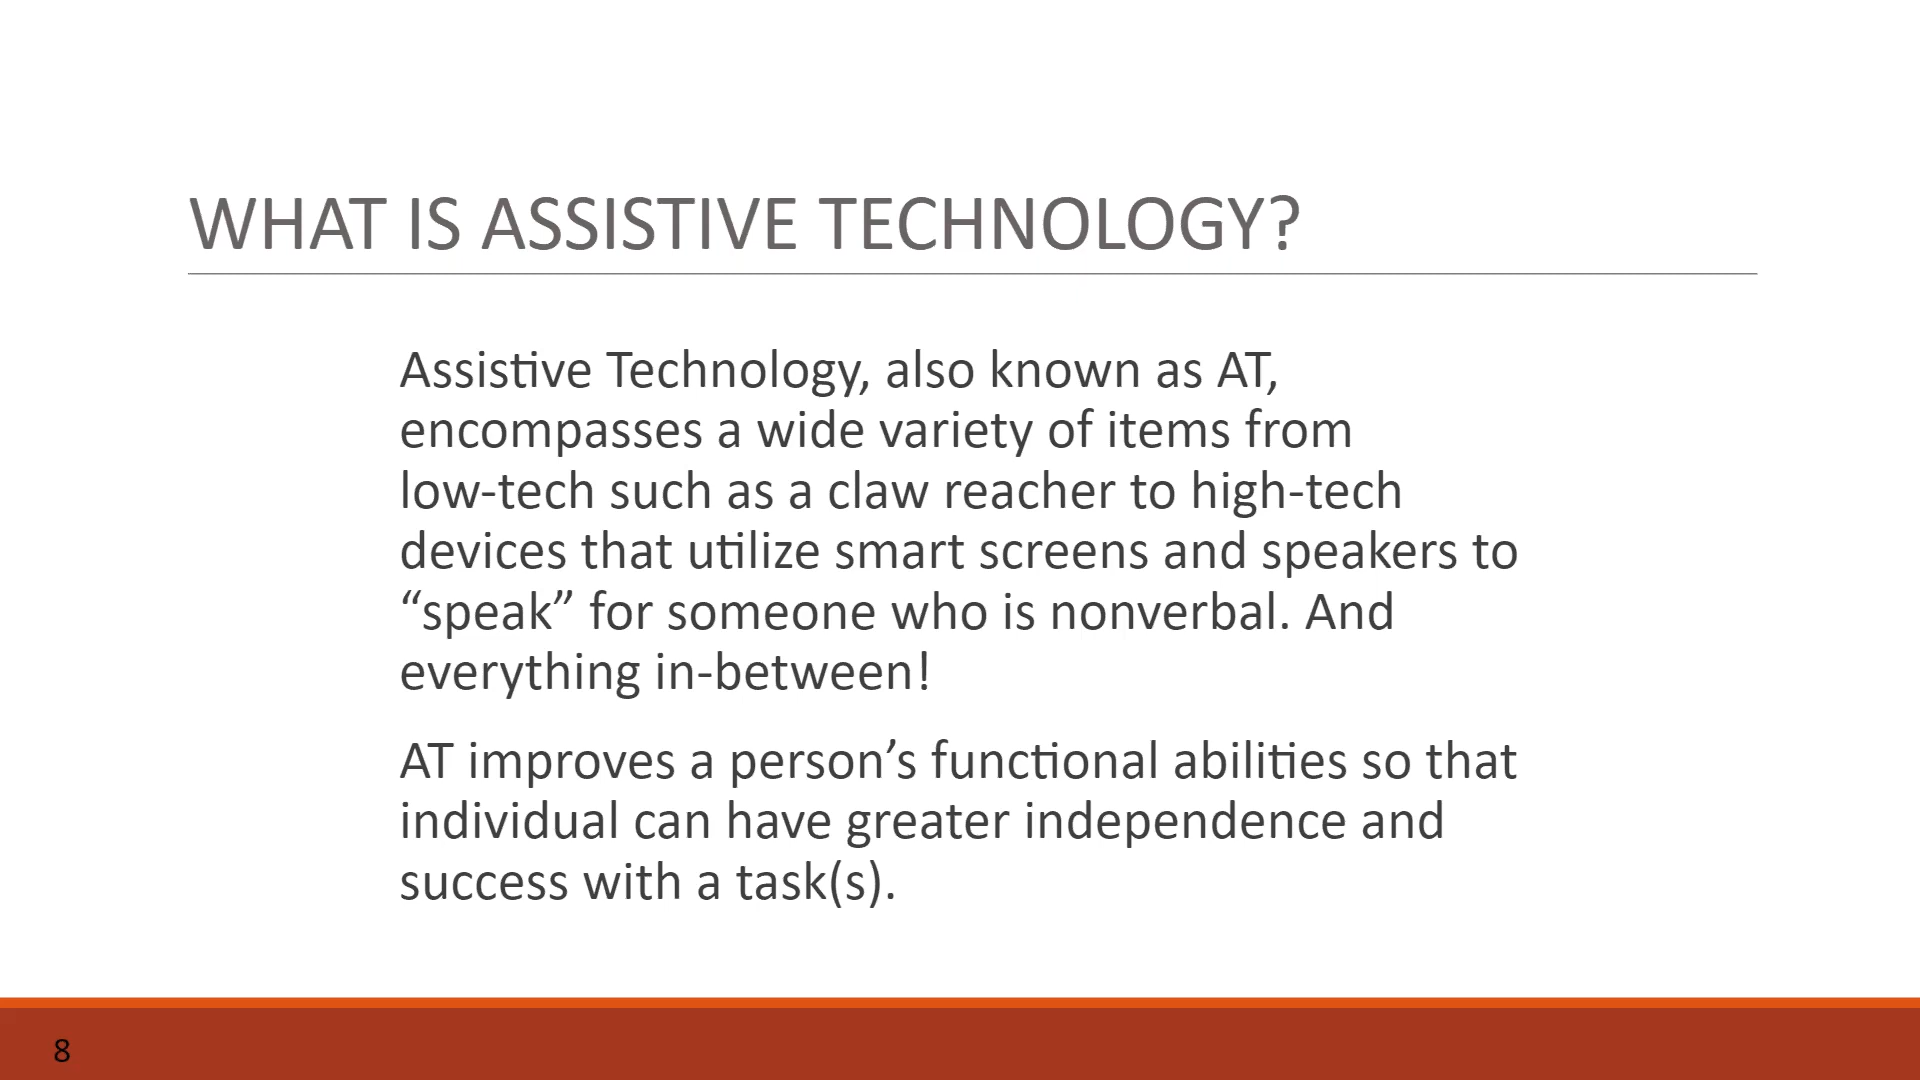 WHAT IS ASSISTIVE TECHNOLOGY?
Assistive Technology, also known as AT,
encompasses a wide variety of items from
low-tech such as a claw reacher to high-tech
devices that utilize smart screens and speakers to
“speak” for someone who is nonverbal. And
everything in-between!
AT improves a person’s functional abilities so that
individual can have greater independence and
success with a task(s).
8